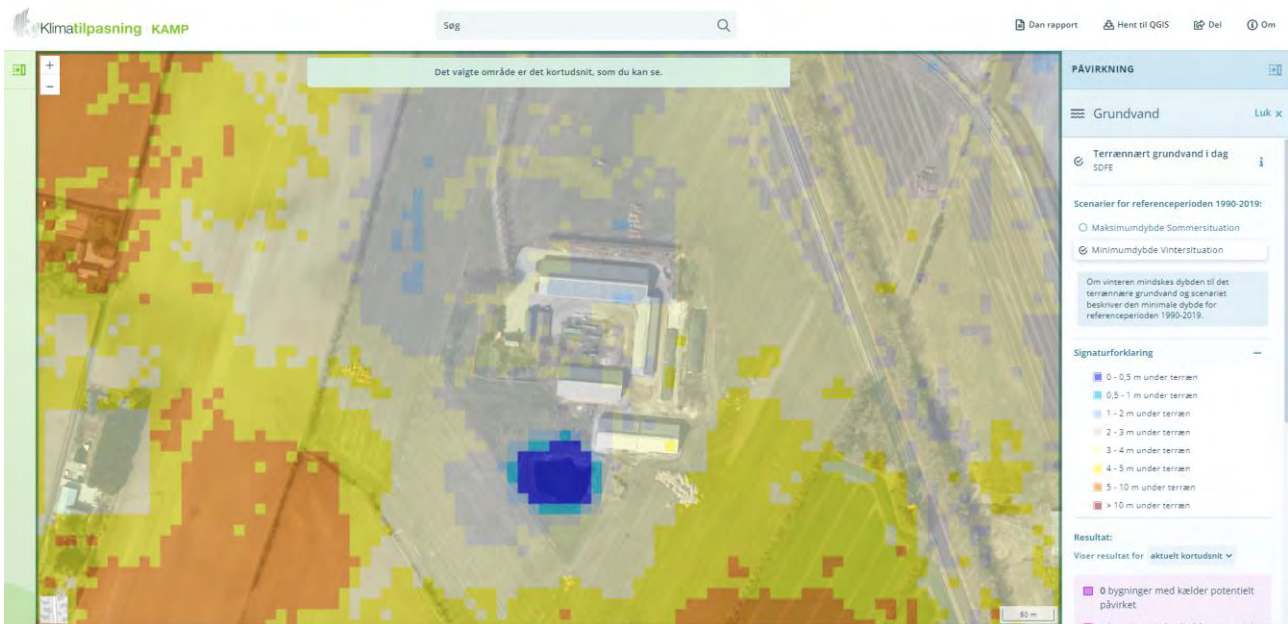 Klimatilpasning KAMP
Søg
Dan rapport
Hent til QGIS
Del
Om
+
−
Det valgte område er det kortudsnit, som du kan se.
PÅVIRKNING
Grundvand
Luk x
Terrænnært grundvand i dag
SDFE
i
Scenarier for referenceperioden 1990-2019:
Maksimumdybde Sommersituation
Minimumdybde Vintersituation
Om vinteren mindskes dybden til det
terrænnære grundvand og scenariet
beskriver den minimale dybde for
referenceperioden 1990-2019.
Signaturforklaring −
0 - 0,5 m under terræn
0,5 - 1 m under terræn
1 - 2 m under terræn
2 - 3 m under terræn
3 - 4 m under terræn
4 - 5 m under terræn
5 - 10 m under terræn
> 10 m under terræn
Resultat:
Viser resultat for aktuelt kortudsnit
0 bygninger med kælder potentielt
påvirket